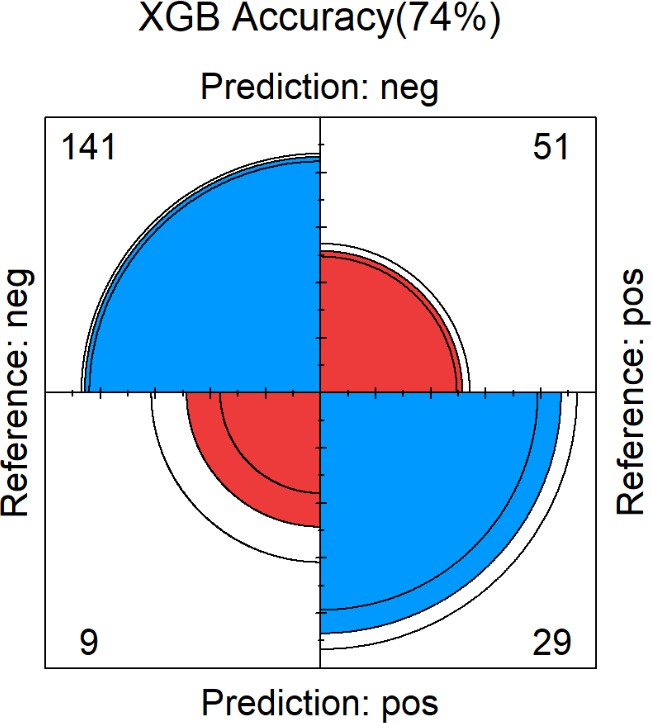 XGB Accuracy(74%)
Prediction: neg
141
51
Reference: neg
Reference: pos
9
29
Prediction: pos